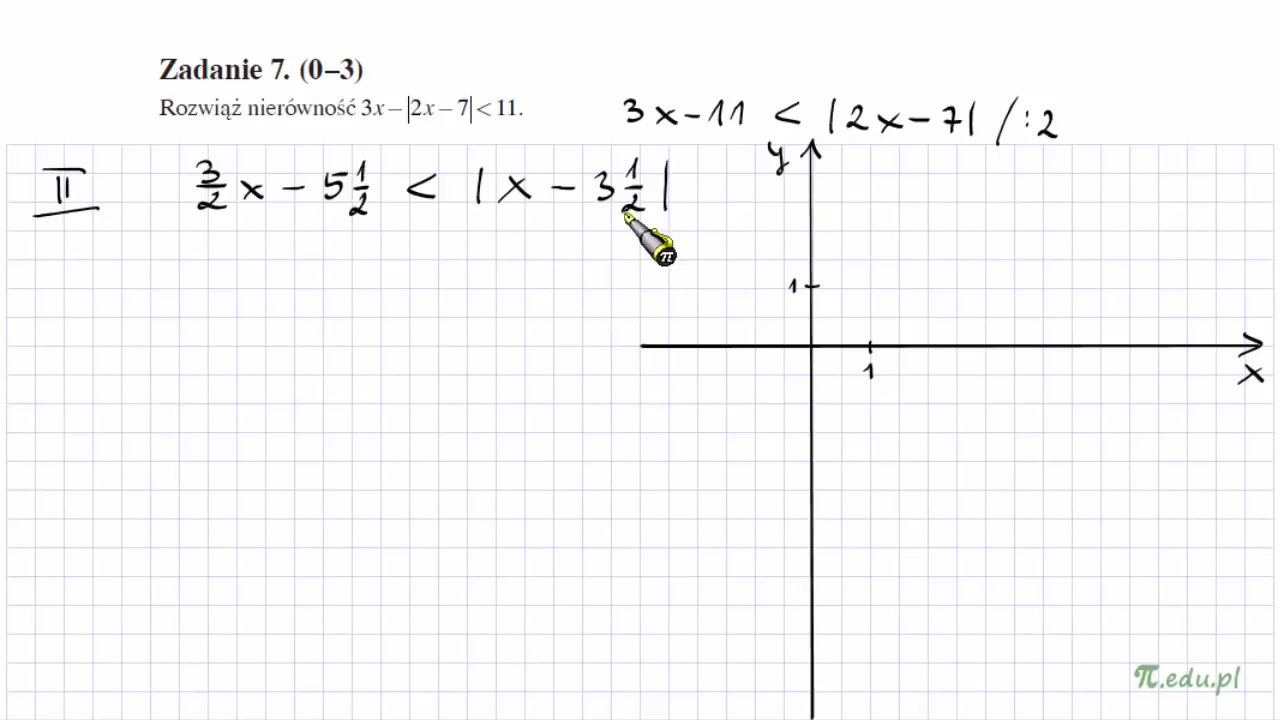 Zadanie 7. (0–3)
Rozwiąż nierówność 3x – |2x – 7| < 11.
3x – 11 < |2x – 7| / :2
II 3/2 x – 5 1/2 < |x – 3 1/2|
y
1
1
x
π
π.edu.pl